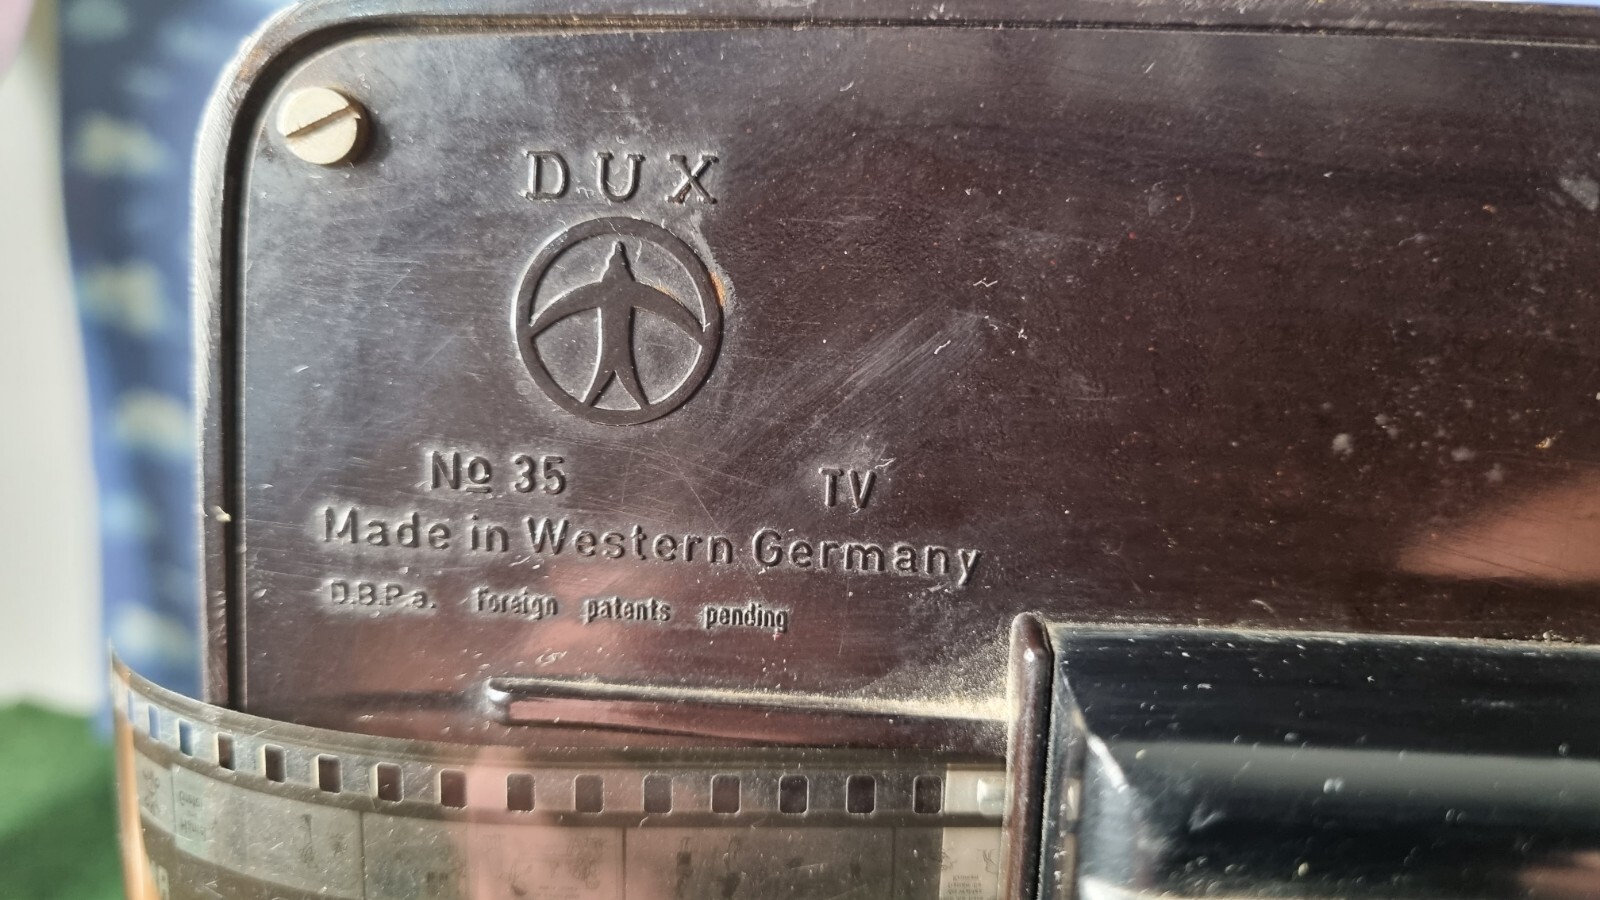 DUX
Nº 35 TV
Made in Western Germany
D.B.P.a. Foreign patents pending